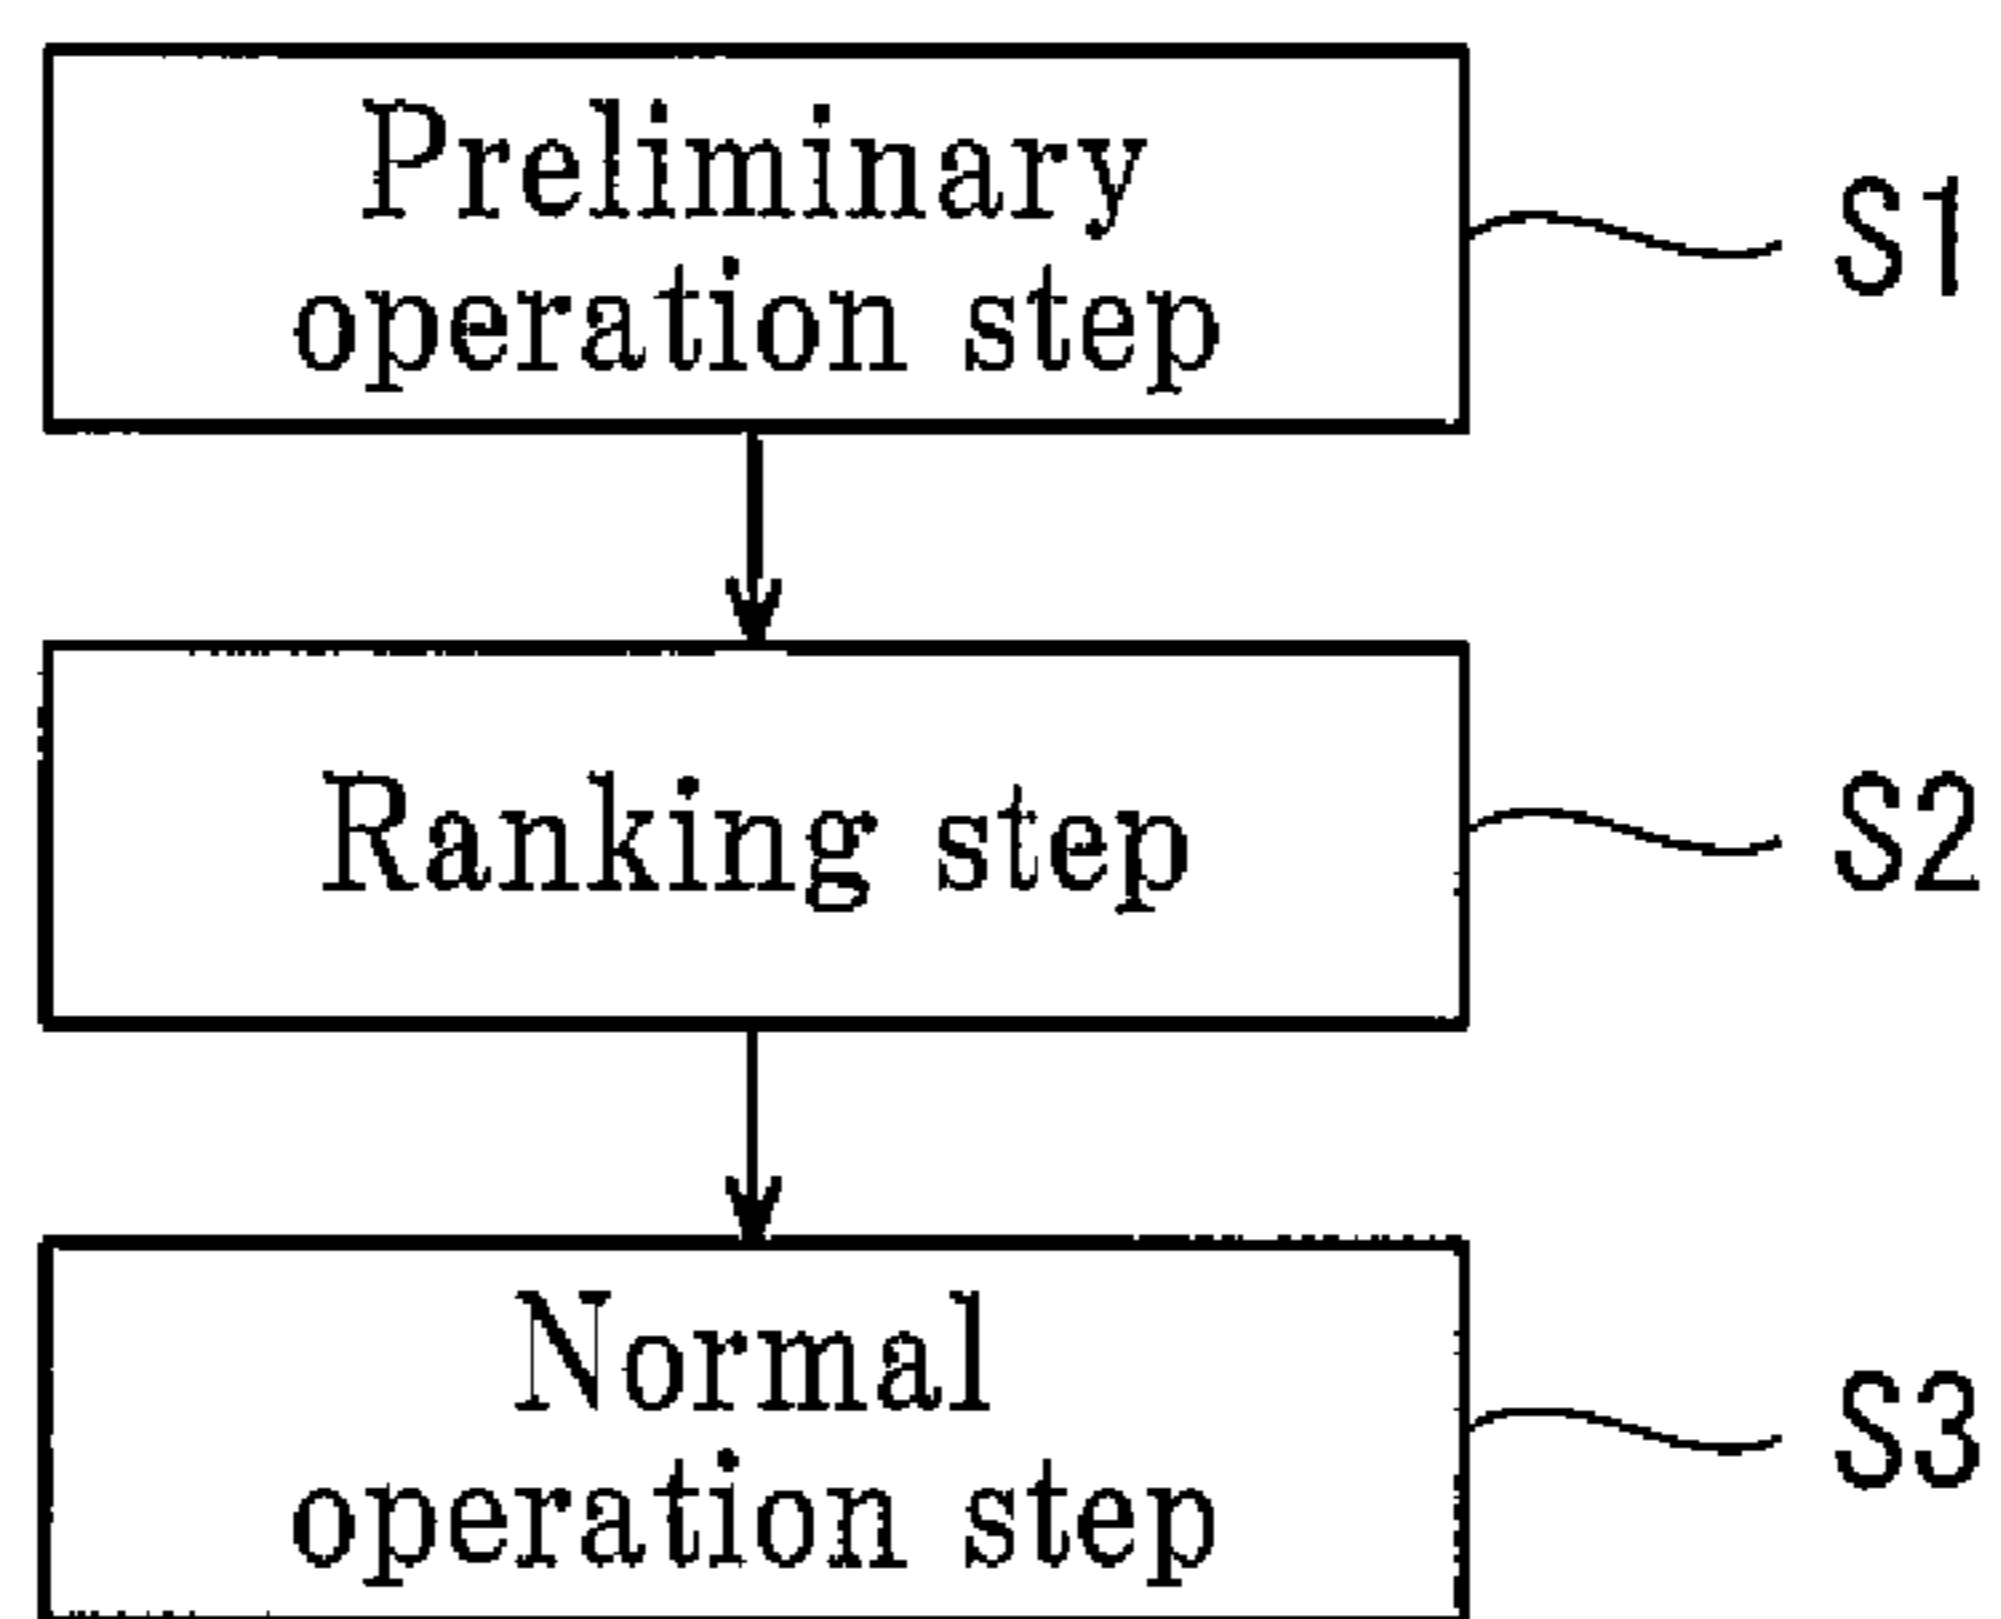 Preliminary
operation step
S1
Ranking step
S2
Normal
operation step
S3